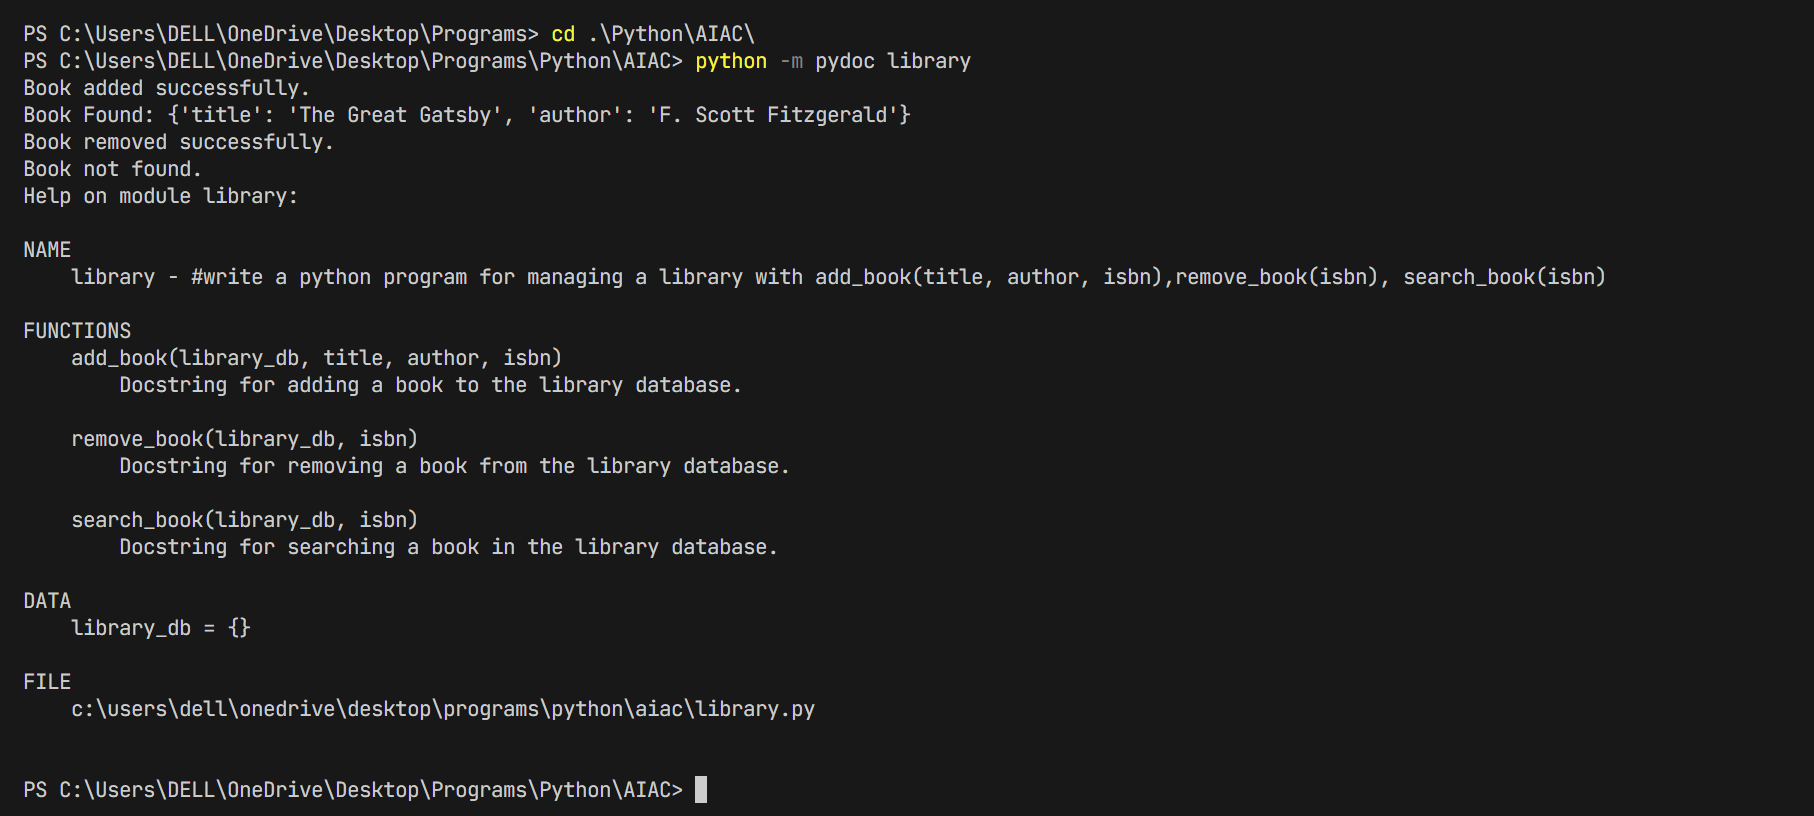 PS C:\Users\DELL\OneDrive\Desktop\Programs> cd .\Python\AIAC\
PS C:\Users\DELL\OneDrive\Desktop\Programs\Python\AIAC> python -m pydoc library
Book added successfully.
Book Found: {'title': 'The Great Gatsby', 'author': 'F. Scott Fitzgerald'}
Book removed successfully.
Book not found.
Help on module library:

NAME
    library - #write a python program for managing a library with add_book(title, author, isbn),remove_book(isbn), search_book(isbn)

FUNCTIONS
    add_book(library_db, title, author, isbn)
        Docstring for adding a book to the library database.

    remove_book(library_db, isbn)
        Docstring for removing a book from the library database.

    search_book(library_db, isbn)
        Docstring for searching a book in the library database.

DATA
    library_db = {}

FILE
    c:\users\dell\onedrive\desktop\programs\python\aiac\library.py


PS C:\Users\DELL\OneDrive\Desktop\Programs\Python\AIAC>